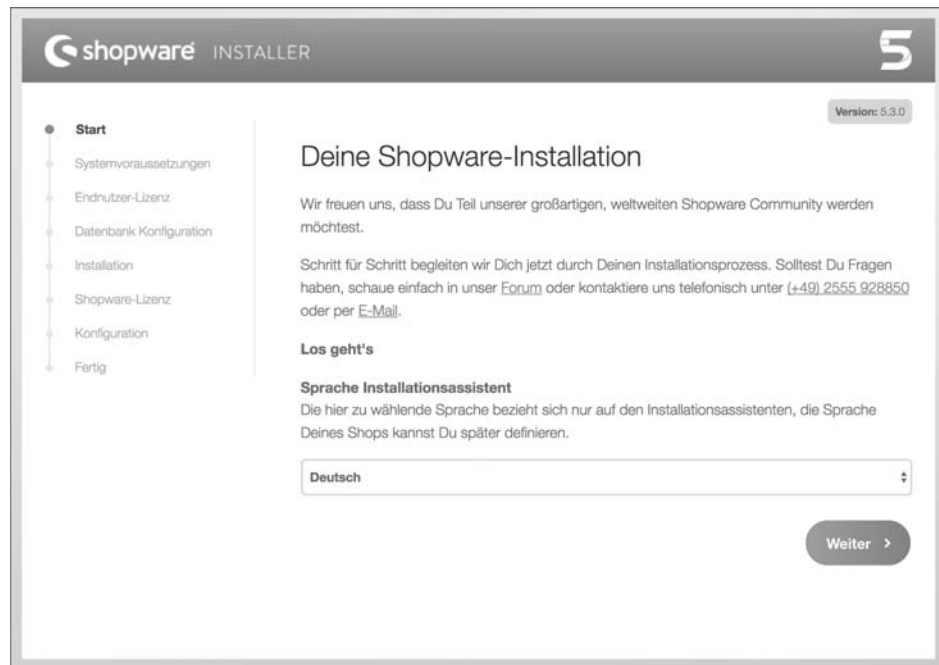 shopware INSTALLER
5
Version: 5.3.0
Start
Systemvoraussetzungen
Endnutzer-Lizenz
Datenbank Konfiguration
Installation
Shopware-Lizenz
Konfiguration
Fertig
Deine Shopware-Installation
Wir freuen uns, dass Du Teil unserer großartigen, weltweiten Shopware Community werden
möchtest.
Schritt für Schritt begleiten wir Dich jetzt durch Deinen Installationsprozess. Solltest Du Fragen
haben, schaue einfach in unser Forum oder kontaktiere uns telefonisch unter (+49) 2555 928850
oder per E-Mail.
Los geht's
Sprache Installationsassistent
Die hier zu wählende Sprache bezieht sich nur auf den Installationsassistenten, die Sprache
Deines Shops kannst Du später definieren.
Deutsch
Weiter